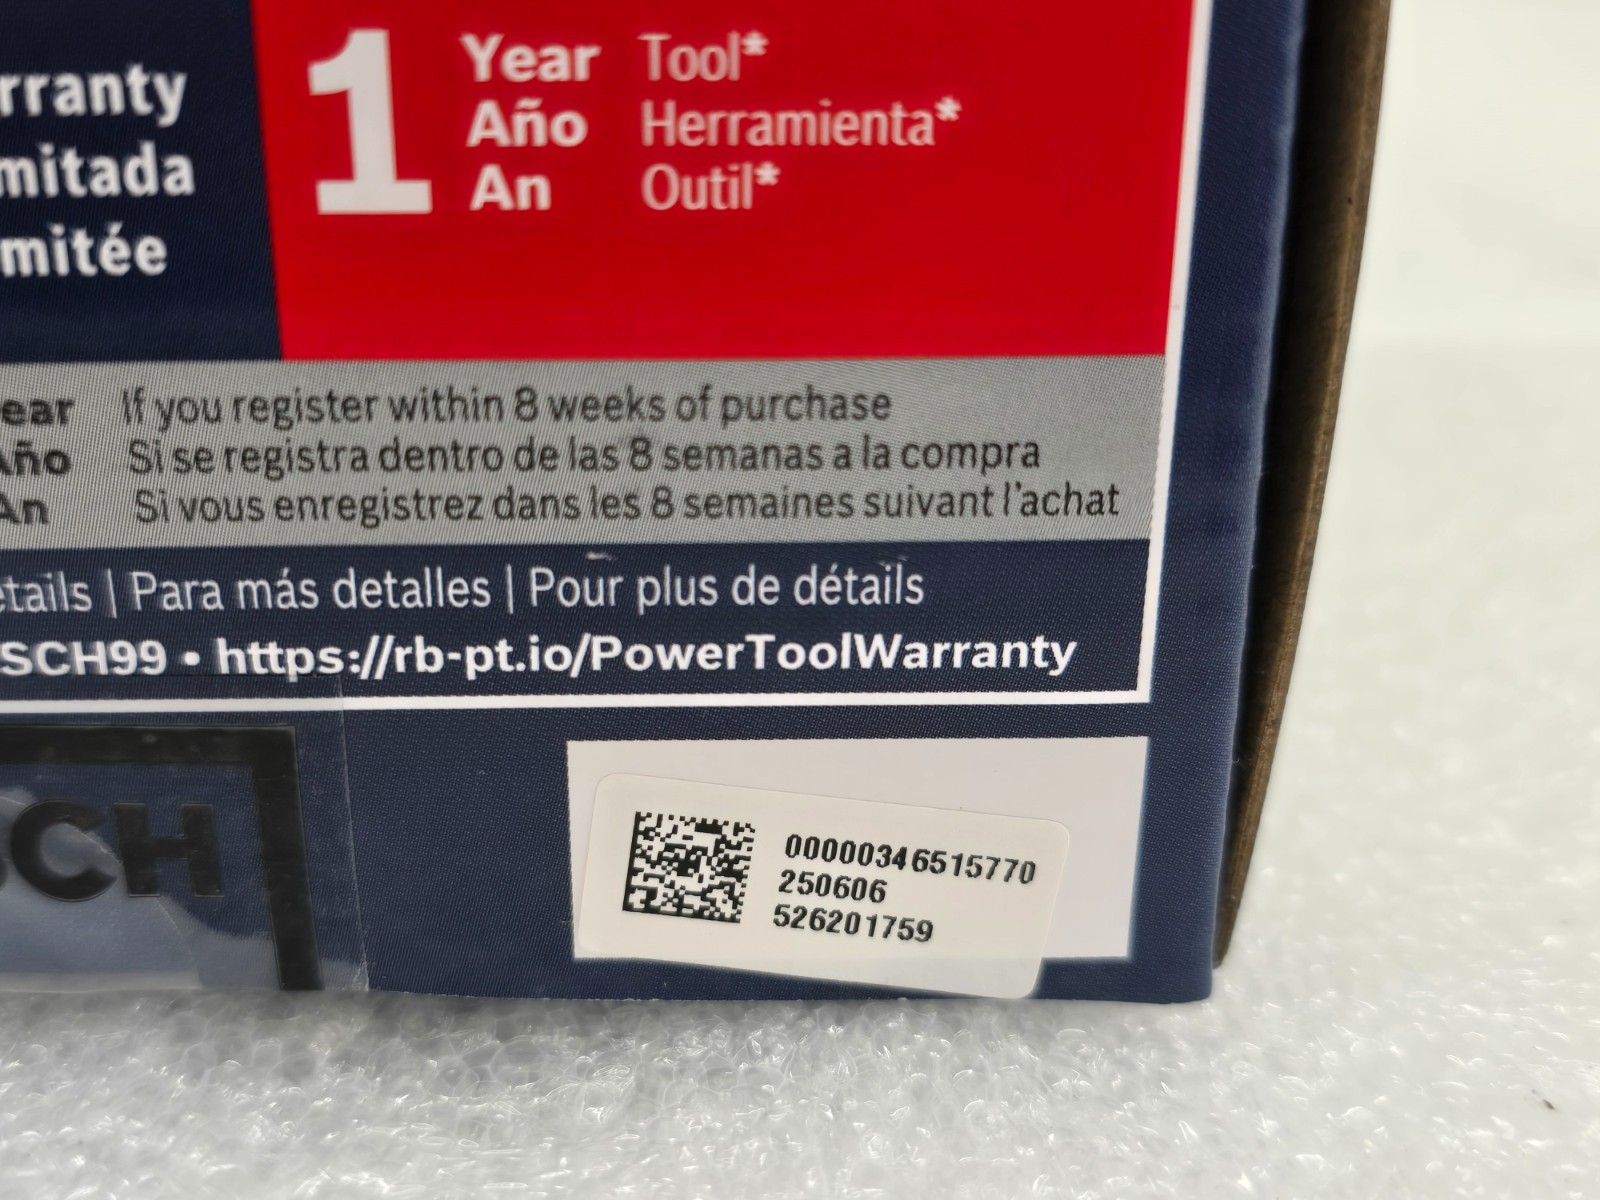 rranty
mitada
mitée
1 Year Tool*
Año Herramienta*
An Outil*
ear If you register within 8 weeks of purchase
Año Si se registra dentro de las 8 semanas a la compra
An Si vous enregistrez dans les 8 semaines suivant l'achat
etails | Para más detalles | Pour plus de détails
SCH99 • https://rb-pt.io/PowerToolWarranty
SCH
00000346515770
250606
526201759